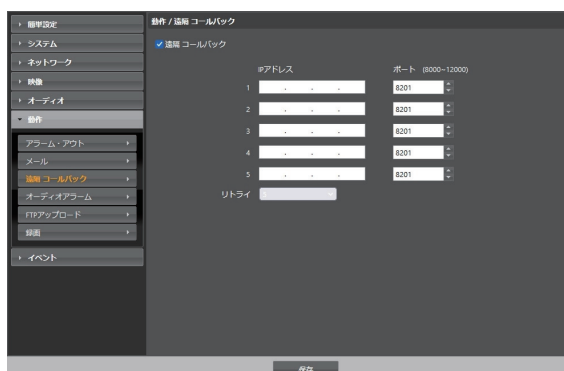 簡単設定
システム
ネットワーク
映像
オーディオ
動作
アラーム・アウト
メール
遠隔 コールバック
オーディオアラーム
FTPアップロード
録画
イベント
動作 / 遠隔 コールバック
遠隔 コールバック
IPアドレス ポート (8000~12000)
1 . . . 8201
2 . . . 8201
3 . . . 8201
4 . . . 8201
5 . . . 8201
リトライ
保存